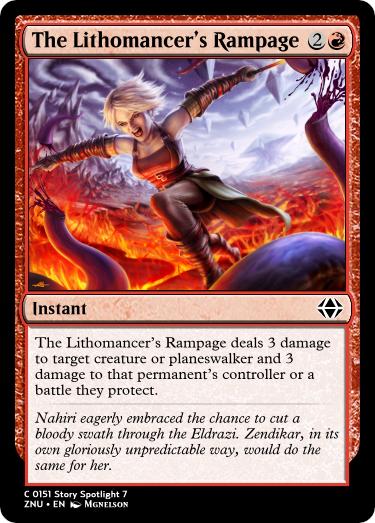 The Lithomancer's Rampage 2
Instant
The Lithomancer's Rampage deals 3 damage
to target creature or planeswalker and 3
damage to that permanent's controller or a
battle they protect.
Nahiri eagerly embraced the chance to cut a
bloody swath through the Eldrazi. Zendikar, in its
own gloriously unpredictable way, would do the
same for her.
C 0151 Story Spotlight 7
ZNU • EN Mgnelson